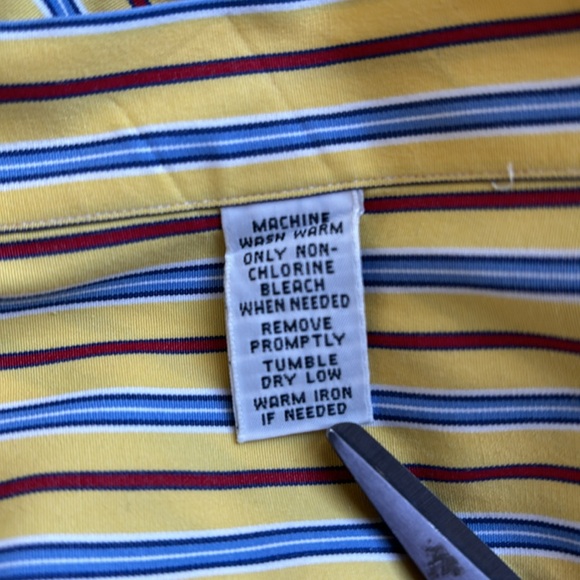 MACHINE
WASH WARM
ONLY NON-
CHLORINE
BLEACH
WHEN NEEDED
REMOVE
PROMPTLY
TUMBLE
DRY LOW
WARM IRON
IF NEEDED